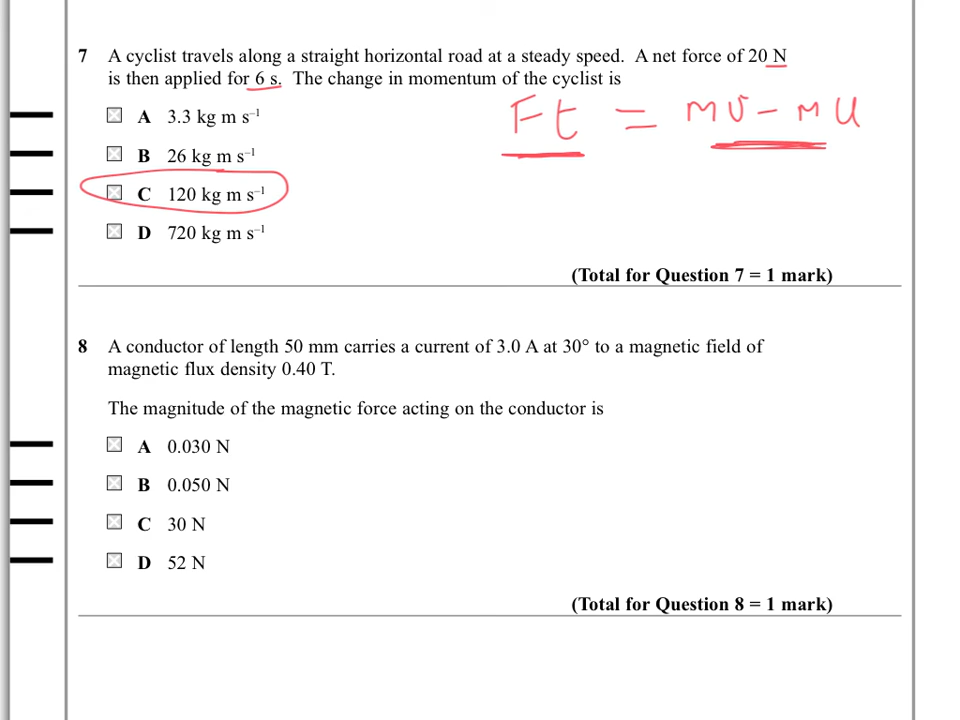 7 A cyclist travels along a straight horizontal road at a steady speed. A net force of 20 N
is then applied for 6 s. The change in momentum of the cyclist is
Ft = mv - mu
A 3.3 kg m s⁻¹
B 26 kg m s⁻¹
C 120 kg m s⁻¹
D 720 kg m s⁻¹
(Total for Question 7 = 1 mark)
8 A conductor of length 50 mm carries a current of 3.0 A at 30° to a magnetic field of
magnetic flux density 0.40 T.
The magnitude of the magnetic force acting on the conductor is
A 0.030 N
B 0.050 N
C 30 N
D 52 N
(Total for Question 8 = 1 mark)